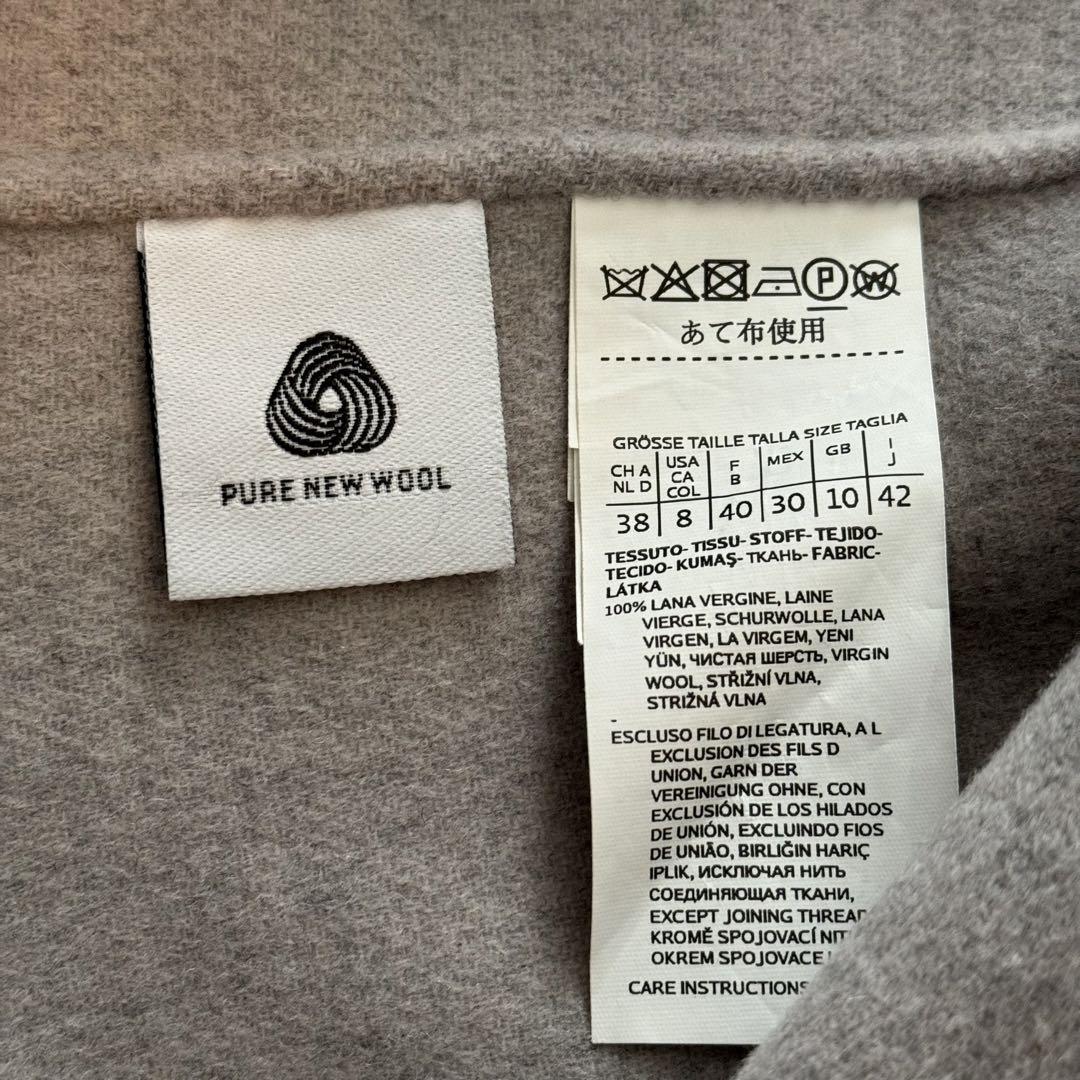 PURE NEW WOOL
P
W
あて布使用
GRÖSSE TAILLE TALLA SIZE TAGLIA
CH A NL D USA CA COL F B MEX GB I J
38 8 40 30 10 42
TESSUTO- TISSU- STOFF- TEJIDO-
TECIDO- KUMAŞ- ТКАНЬ- FABRIC-
LÁTKA
100% LANA VERGINE, LAINE
VIERGE, SCHURWOLLE, LANA
VIRGEN, LA VIRGEM, YENI
YÜN, ЧИСТАЯ ШЕРСТЬ, VIRGIN
WOOL, STŘIŽNÍ VLNA,
STRIŽNÁ VLNA
-
ESCLUSO FILO DI LEGATURA, A L
EXCLUSION DES FILS D
UNION, GARN DER
VEREINIGUNG OHNE, CON
EXCLUSIÓN DE LOS HILADOS
DE UNIÓN, EXCLUINDO FIOS
DE UNIÃO, BIRLIĞIN HARIÇ
IPLIK, ИСКЛЮЧАЯ НИТЬ
СОЕДИНЯЮЩАЯ ТКАНИ,
EXCEPT JOINING
KROMĚ SPOJOVACÍ
OKREM
CARE INSTRUCTIONS